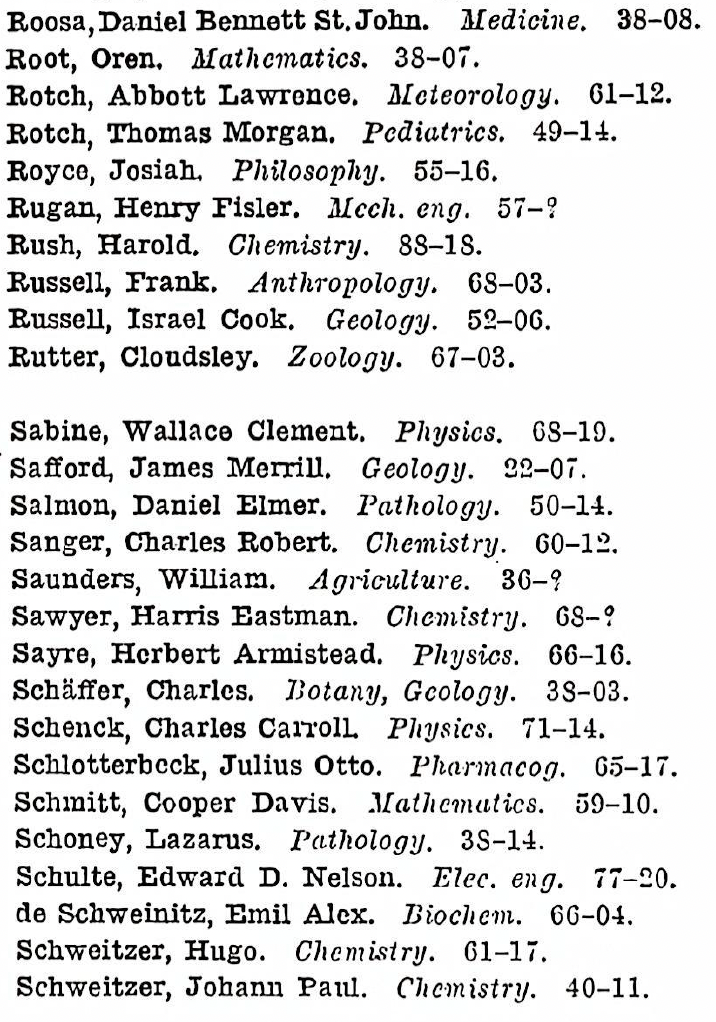 Roosa, Daniel Bennett St. John. Medicine. 38–08.
Root, Oren. Mathematics. 38–07.
Rotch, Abbott Lawrence. Meteorology. 61–12.
Rotch, Thomas Morgan. Pediatrics. 49–14.
Royce, Josiah. Philosophy. 55–16.
Rugan, Henry Fisler. Mech. eng. 57–?
Rush, Harold. Chemistry. 88–18.
Russell, Frank. Anthropology. 68–03.
Russell, Israel Cook. Geology. 52–06.
Rutter, Cloudsley. Zoology. 67–03.
Sabine, Wallace Clement. Physics. 68–19.
Safford, James Merrill. Geology. 22–07.
Salmon, Daniel Elmer. Pathology. 50–14.
Sanger, Charles Robert. Chemistry. 60–12.
Saunders, William. Agriculture. 36–?
Sawyer, Harris Eastman. Chemistry. 68–?
Sayre, Herbert Armistead. Physics. 66–16.
Schäffer, Charles. Botany, Geology. 38–03.
Schenck, Charles Carroll. Physics. 71–14.
Schlotterbeck, Julius Otto. Pharmacog. 65–17.
Schmitt, Cooper Davis. Mathematics. 59–10.
Schoney, Lazarus. Pathology. 38–14.
Schulte, Edward D. Nelson. Elec. eng. 77–20.
de Schweinitz, Emil Alex. Biochem. 66–04.
Schweitzer, Hugo. Chemistry. 61–17.
Schweitzer, Johann Paul. Chemistry. 40–11.